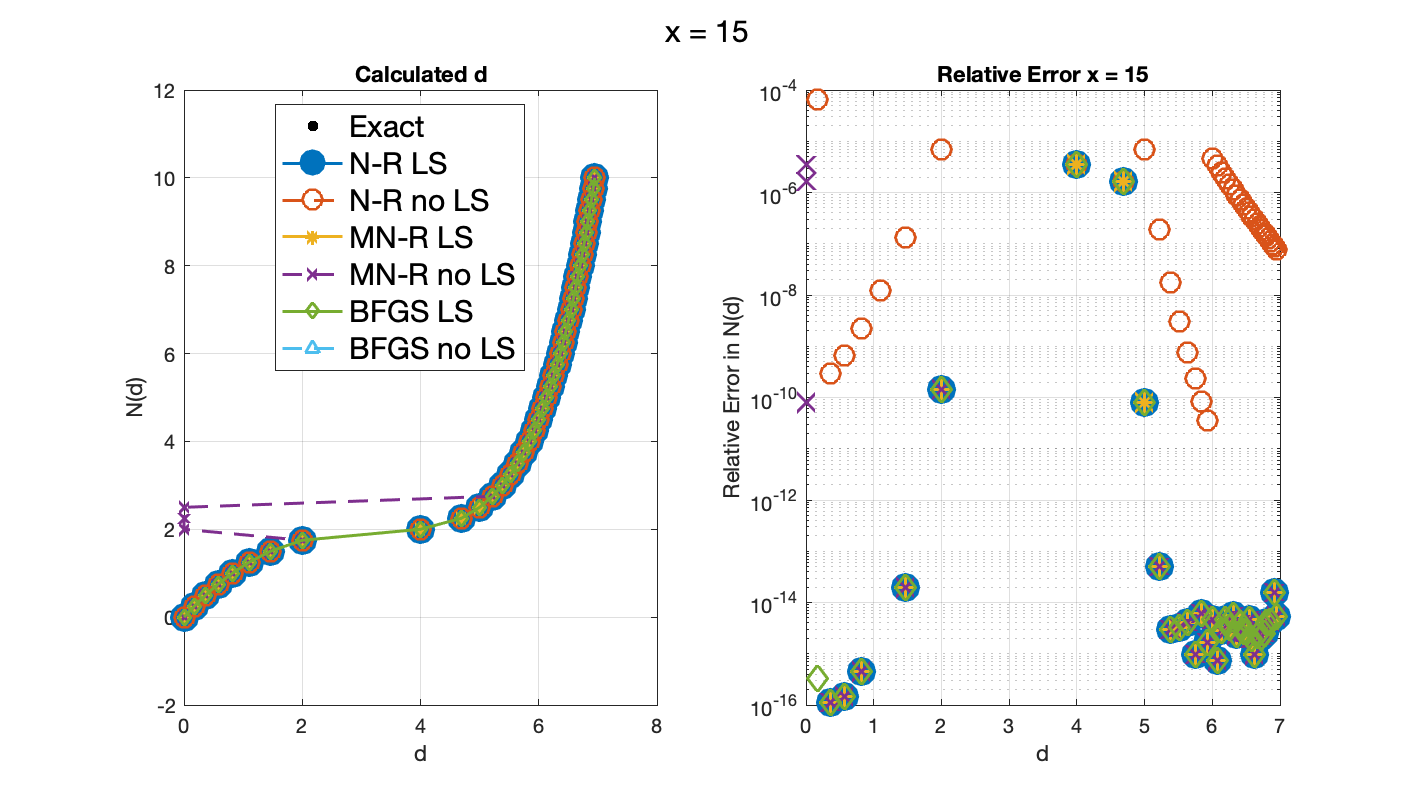 x = 15
Calculated d
12
10
8
6
4
2
0
-2
0
2
4
6
8
d
N(d)
Exact
N-R LS
N-R no LS
MN-R LS
MN-R no LS
BFGS LS
BFGS no LS
Relative Error x = 15
10^-4
10^-6
10^-8
10^-10
10^-12
10^-14
10^-16
0
1
2
3
4
5
6
7
d
Relative Error in N(d)